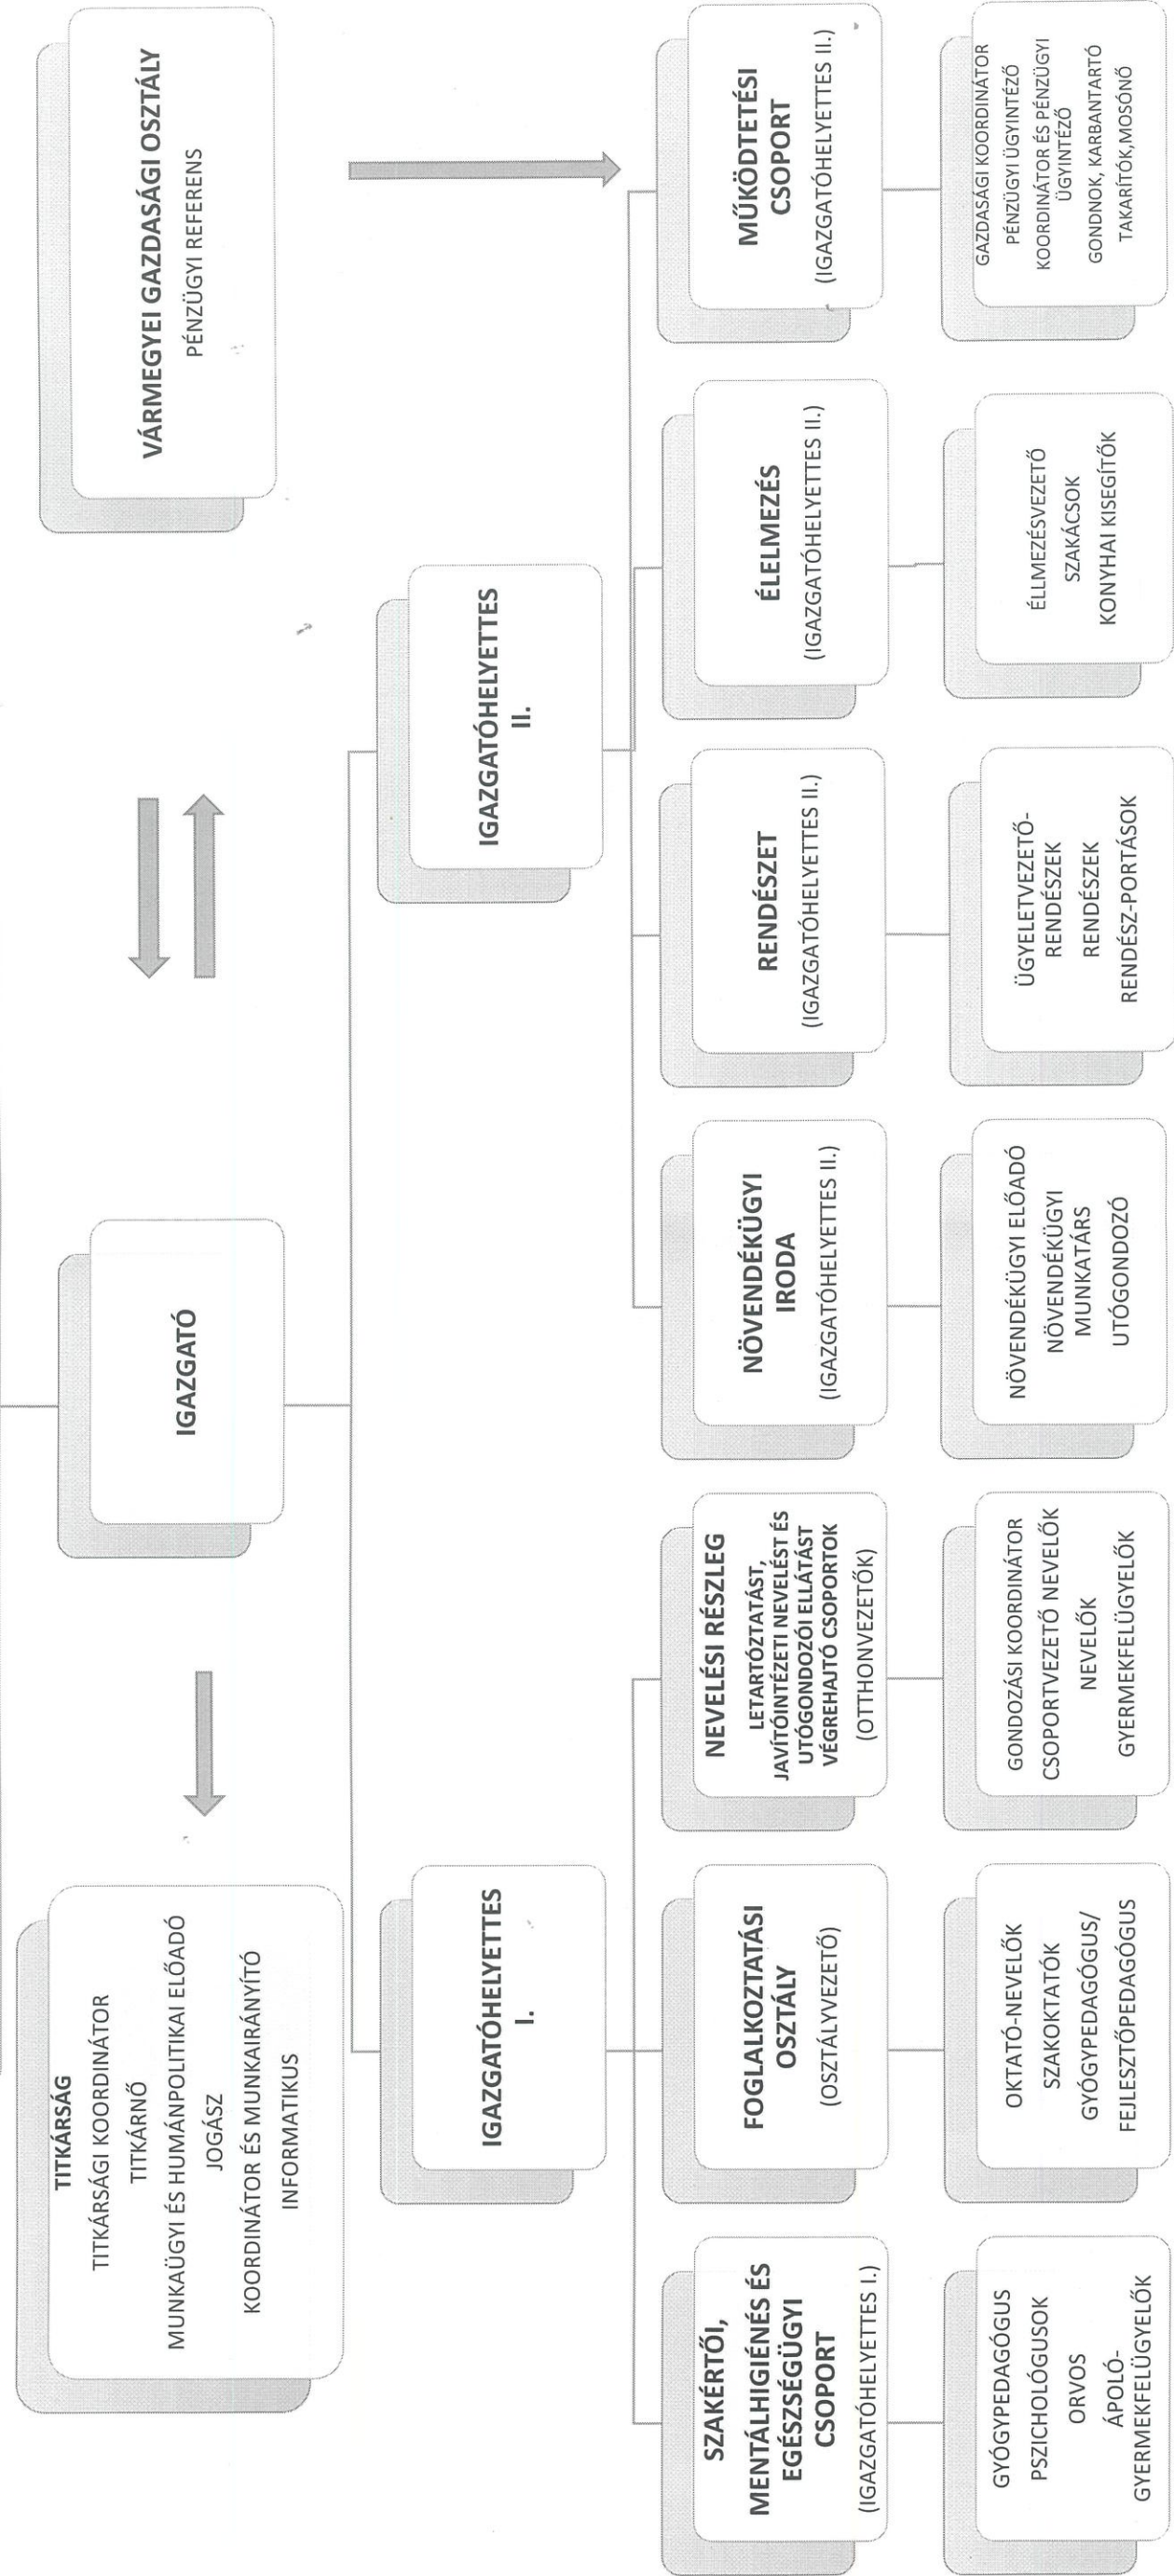 TITKÁRSÁG
TITKÁRSÁGI KOORDINÁTOR
TITKÁRNŐ
MUNKAÜGYI ÉS HUMÁNPOLITIKAI ELŐADÓ
JOGÁSZ
KOORDINÁTOR ÉS MUNKAIRÁNYÍTÓ
INFORMATIKUS
IGAZGATÓ
VÁRMEGYEI GAZDASÁGI OSZTÁLY
PÉNZÜGYI REFERENS
IGAZGATÓHELYETTES
I.
IGAZGATÓHELYETTES
II.
SZAKÉRTŐI,
MENTÁLHIGIÉNÉS ÉS
EGÉSZSÉGÜGYI
CSOPORT
(IGAZGATÓHELYETTES I.)
FOGLALKOZTATÁSI
OSZTÁLY
(OSZTÁLYVEZETŐ)
NEVELÉSI RÉSZLEG
LETARTÓZTATÁST,
JAVÍTÓINTÉZETI NEVELÉST ÉS
UTÓGONDOZÓI ELLÁTÁST
VÉGREHAJTÓ CSOPORTOK
(OTTHONVEZETŐK)
NÖVENDÉKÜGYI
IRODA
(IGAZGATÓHELYETTES II.)
RENDÉSZET
(IGAZGATÓHELYETTES II.)
ÉLELMEZÉS
(IGAZGATÓHELYETTES II.)
MŰKÖDTETÉSI
CSOPORT
(IGAZGATÓHELYETTES II.)
GYÓGYPEDAGÓGUS
PSZICHOLÓGUSOK
ORVOS
ÁPOLÓ-
GYERMEKFELÜGYELŐK
OKTATÓ-NEVELŐK
SZAKOKTATÓK
GYÓGYPEDAGÓGUS/
FEJLESZTŐPEDAGÓGUS
GONDOZÁSI KOORDINÁTOR
CSOPORTVEZETŐ NEVELŐK
NEVELŐK
GYERMEKFELÜGYELŐK
NÖVENDÉKÜGYI ELŐADÓ
NÖVENDÉKÜGYI
MUNKATÁRS
UTÓGONDOZÓ
ÜGYELETVEZETŐ-
RENDÉSZEK
RENDÉSZEK
RENDÉSZ-PORTÁSOK
ÉLLMEZÉSVEZETŐ
SZAKÁCSOK
KONYHAI KISEGÍTŐK
GAZDASÁGI KOORDINÁTOR
PÉNZÜGYI ÜGYINTÉZŐ
KOORDINÁTOR ÉS PÉNZÜGYI
ÜGYINTÉZŐ
GONDNOK, KARBANTARTÓ
TAKARÍTÓK,MOSÓNŐ